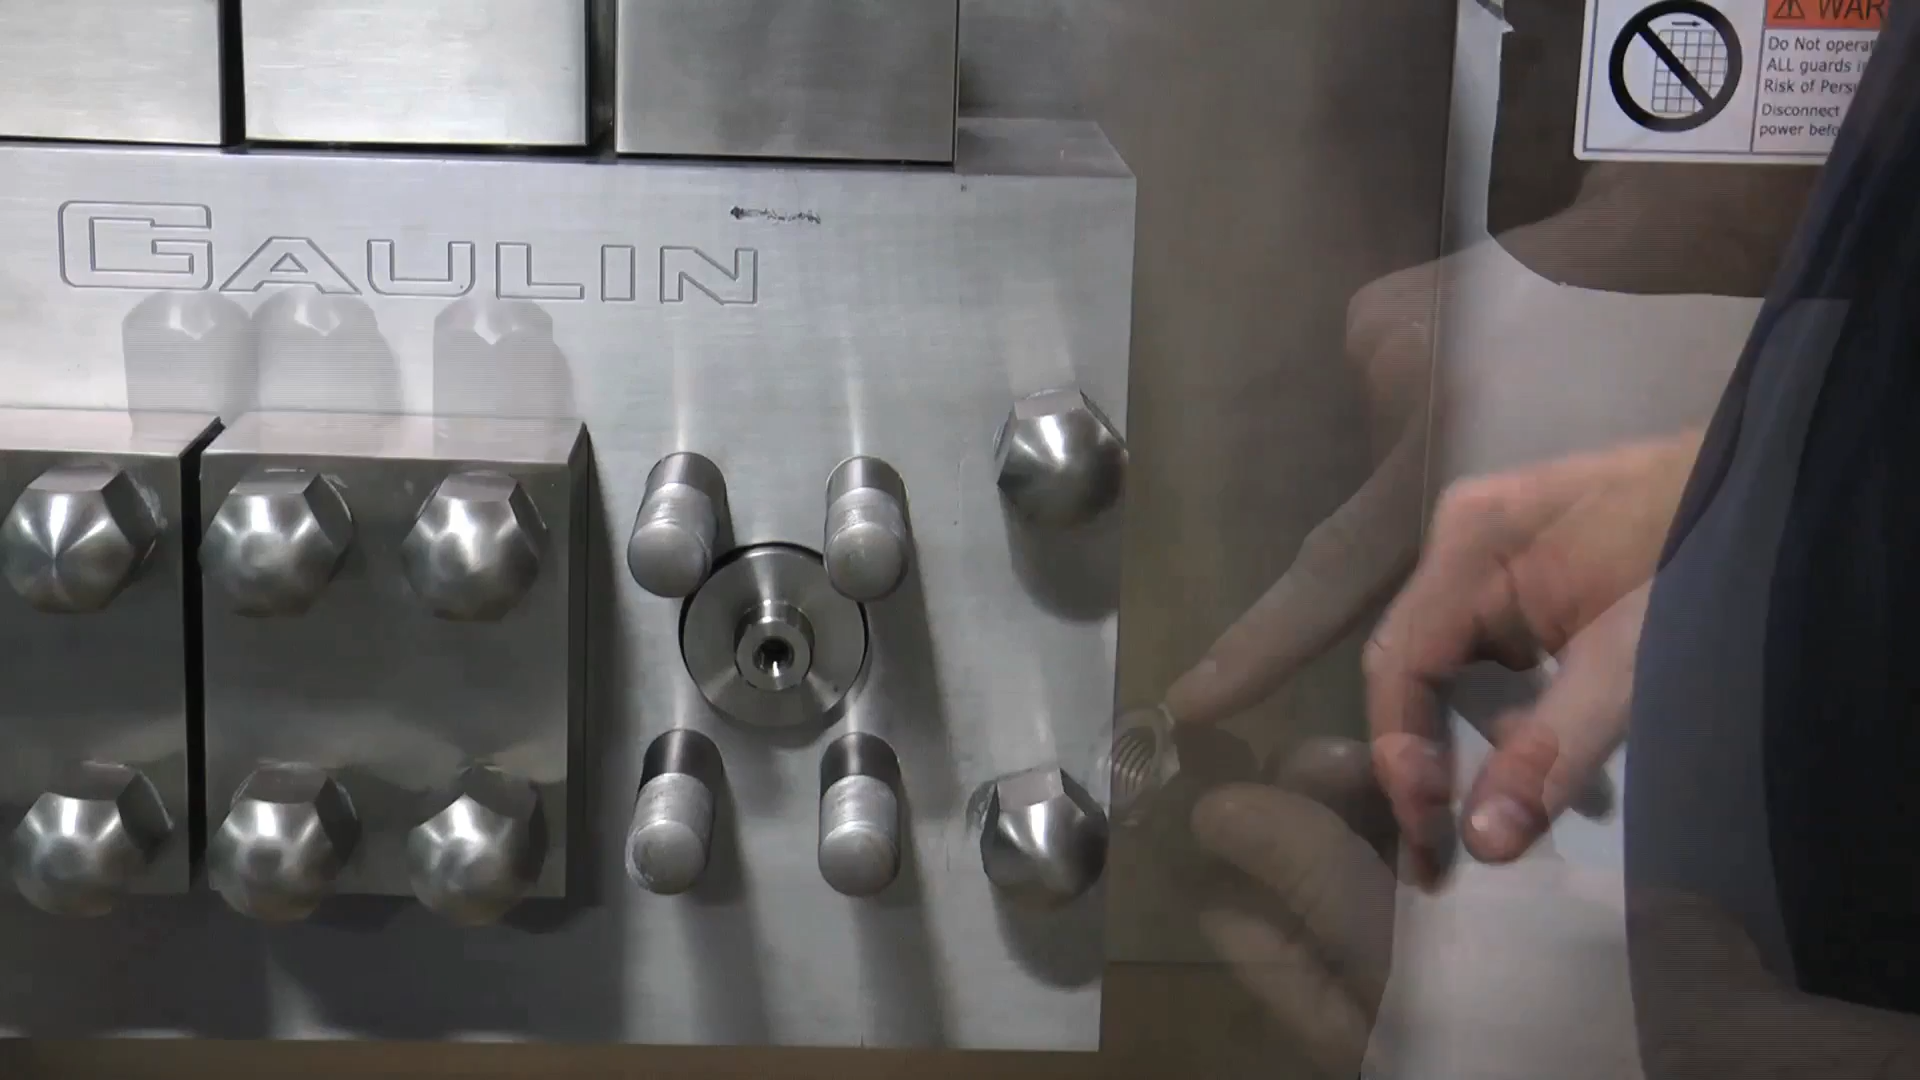 GAULIN
WAR
Do Not operat
ALL guards i
Risk of Pers
Disconnect
power befo